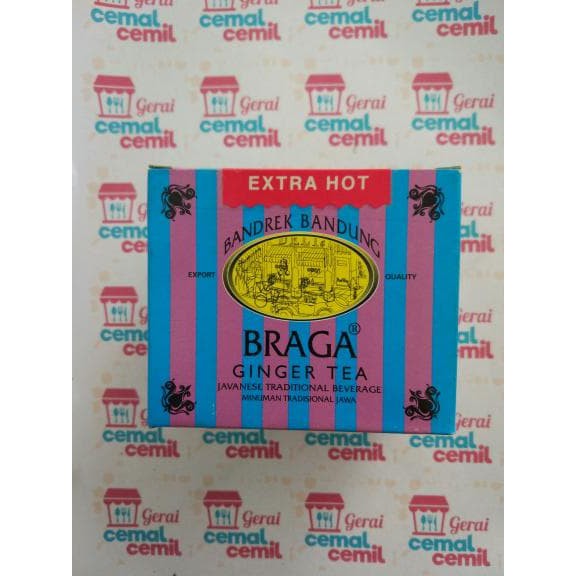 EXTRA HOT
BANDREK BANDUNG
EXPORT
QUALITY
BRAGA®
GINGER TEA
JAVANESE TRADITIONAL BEVERAGE
MINUMAN TRADISIONAL JAWA
Gerai
cemal
cemil